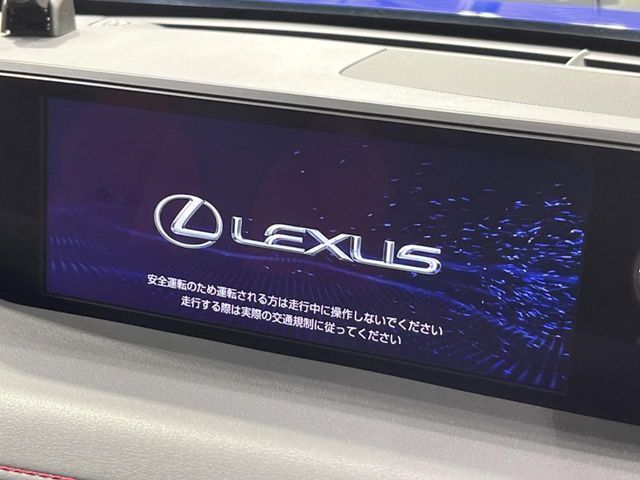 LEXUS
安全運転のため運転される方は走行中に操作しないでください
走行する際は実際の交通規制に従ってください